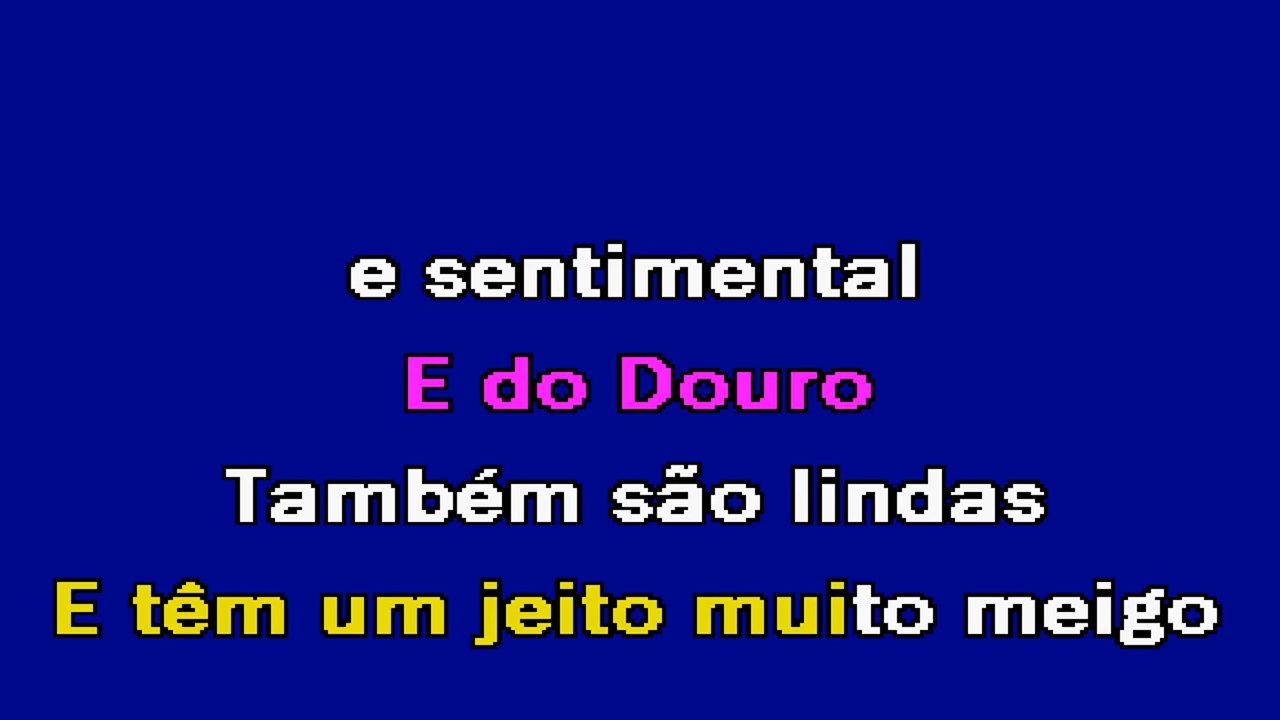 e sentimental
E do Douro
Também são lindas
E têm um jeito muito meigo